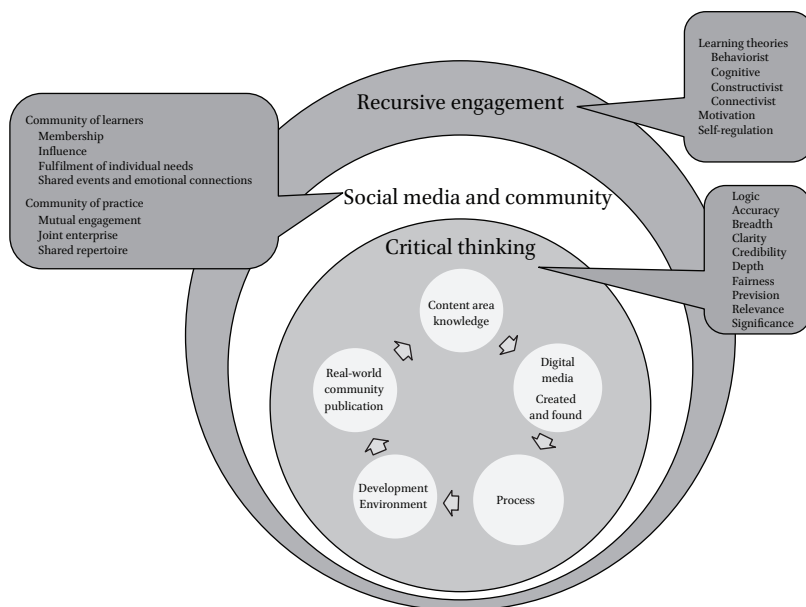 Learning theories
Behaviorist
Cognitive
Constructivist
Connectivist
Motivation
Self-regulation
Recursive engagement
Community of learners
Membership
Influence
Fulfilment of individual needs
Shared events and emotional connections
Community of practice
Mutual engagement
Joint enterprise
Shared repertoire
Social media and community
Logic
Accuracy
Breadth
Clarity
Credibility
Depth
Fairness
Prevision
Relevance
Significance
Critical thinking
Content area
knowledge
Digital
media
Created
and found
Process
Development
Environment
Real-world
community
publication